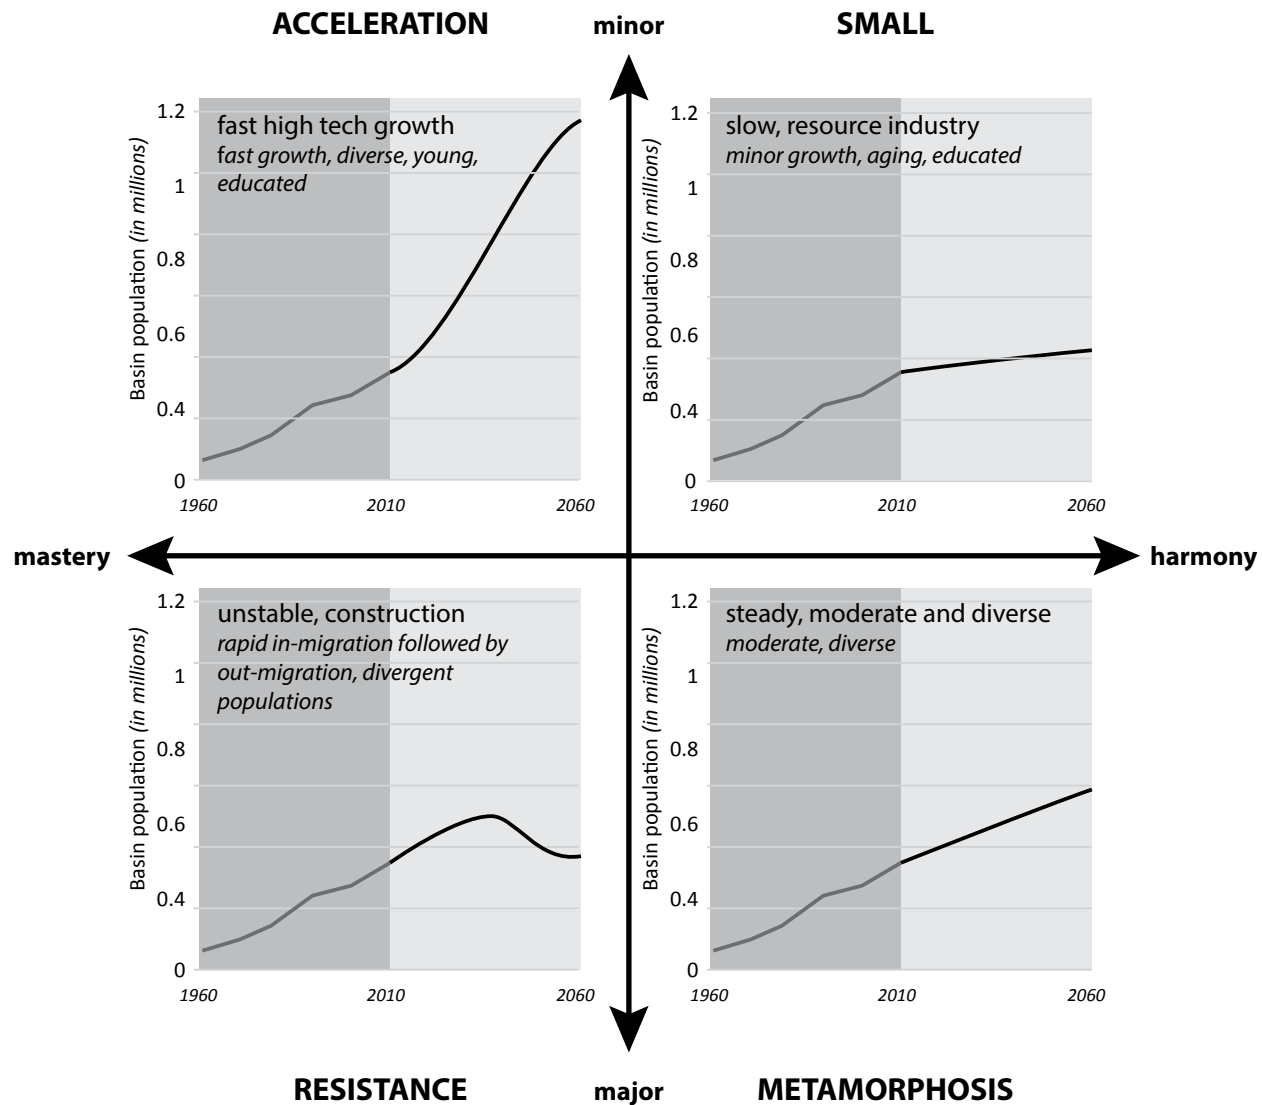 ACCELERATION
minor
SMALL
fast high tech growth
fast growth, diverse, young,
educated
Basin population (in millions)
1.2
1
0.8
0.6
0.4
0
1960
2010
2060
slow, resource industry
minor growth, aging, educated
Basin population (in millions)
1.2
1
0.8
0.6
0.4
0
1960
2010
2060
mastery
harmony
unstable, construction
rapid in-migration followed by
out-migration, divergent
populations
Basin population (in millions)
1.2
1
0.8
0.6
0.4
0
1960
2010
2060
steady, moderate and diverse
moderate, diverse
Basin population (in millions)
1.2
1
0.8
0.6
0.4
0
1960
2010
2060
RESISTANCE
major
METAMORPHOSIS